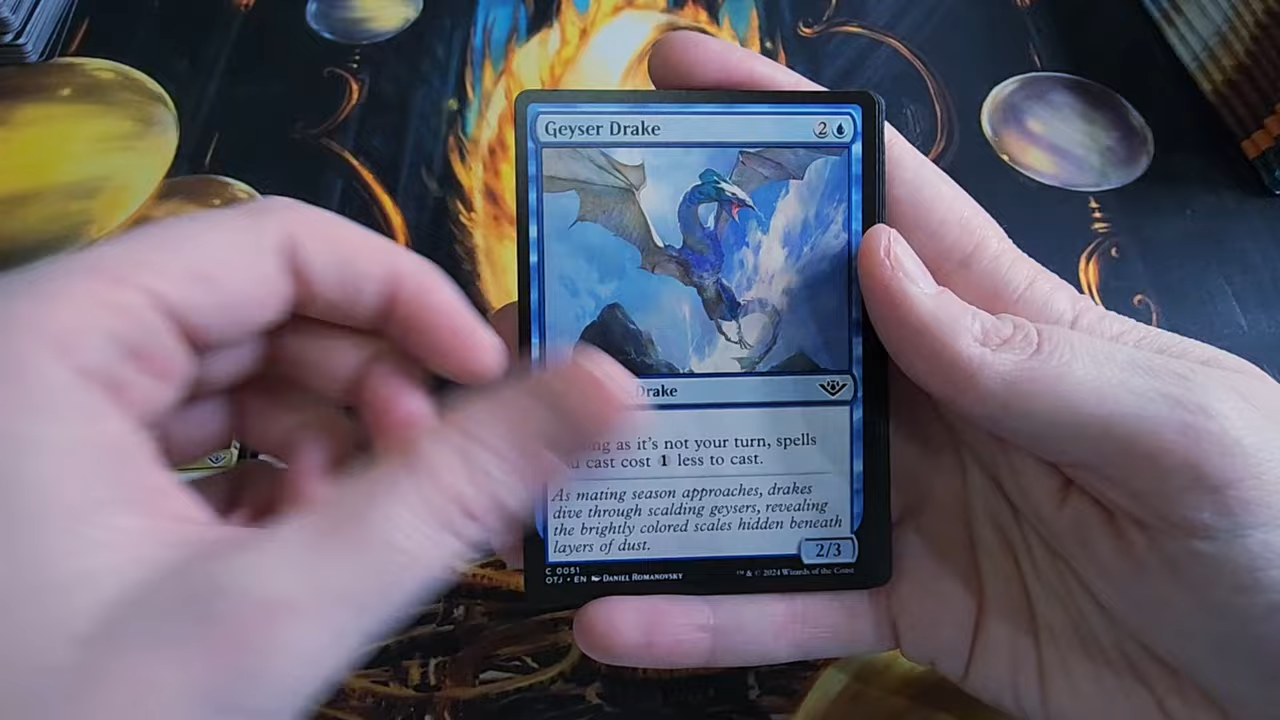 Geyser Drake 2
Drake
as it's not your turn, spells
cast cost 1 less to cast.
As mating season approaches, drakes
dive through scalding geysers, revealing
the brightly colored scales hidden beneath
layers of dust.
2/3
C 0051
OTJ • EN DANIEL ROMANOVSKY
™ & © 2024 Wizards of the Coast